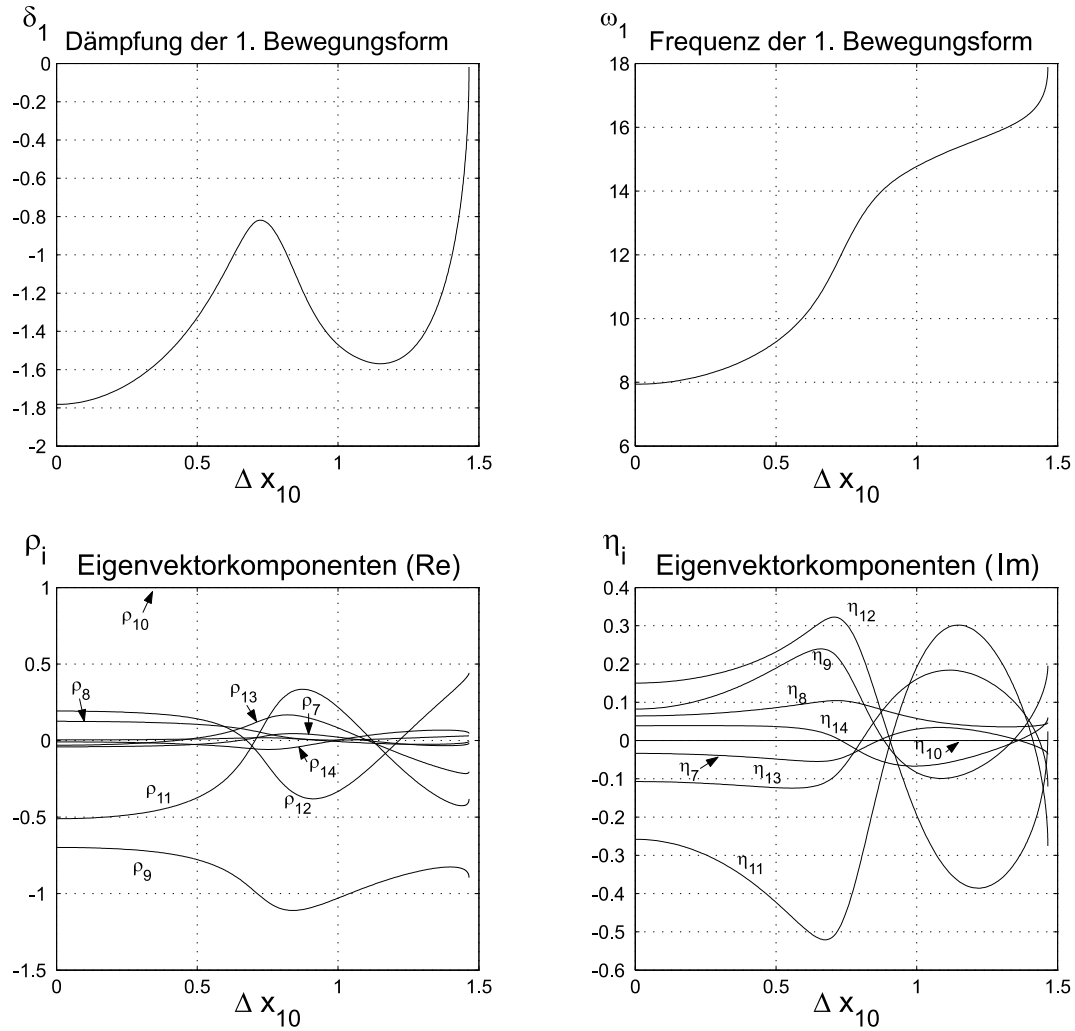 δ1
Dämpfung der 1. Bewegungsform
0
-0.2
-0.4
-0.6
-0.8
-1
-1.2
-1.4
-1.6
-1.8
-2
0
0.5
1
1.5
Δ x10
ω1
Frequenz der 1. Bewegungsform
18
16
14
12
10
8
6
0
0.5
1
1.5
Δ x10
ρi
Eigenvektorkomponenten (Re)
1
0.5
0
-0.5
-1
-1.5
ρ10
ρ8
ρ13
ρ7
ρ14
ρ11
ρ12
ρ9
0
0.5
1
1.5
Δ x10
ηi
Eigenvektorkomponenten (Im)
0.4
0.3
0.2
0.1
0
-0.1
-0.2
-0.3
-0.4
-0.5
-0.6
η12
η9
η8
η14
η10
η7
η13
η11
0
0.5
1
1.5
Δ x10